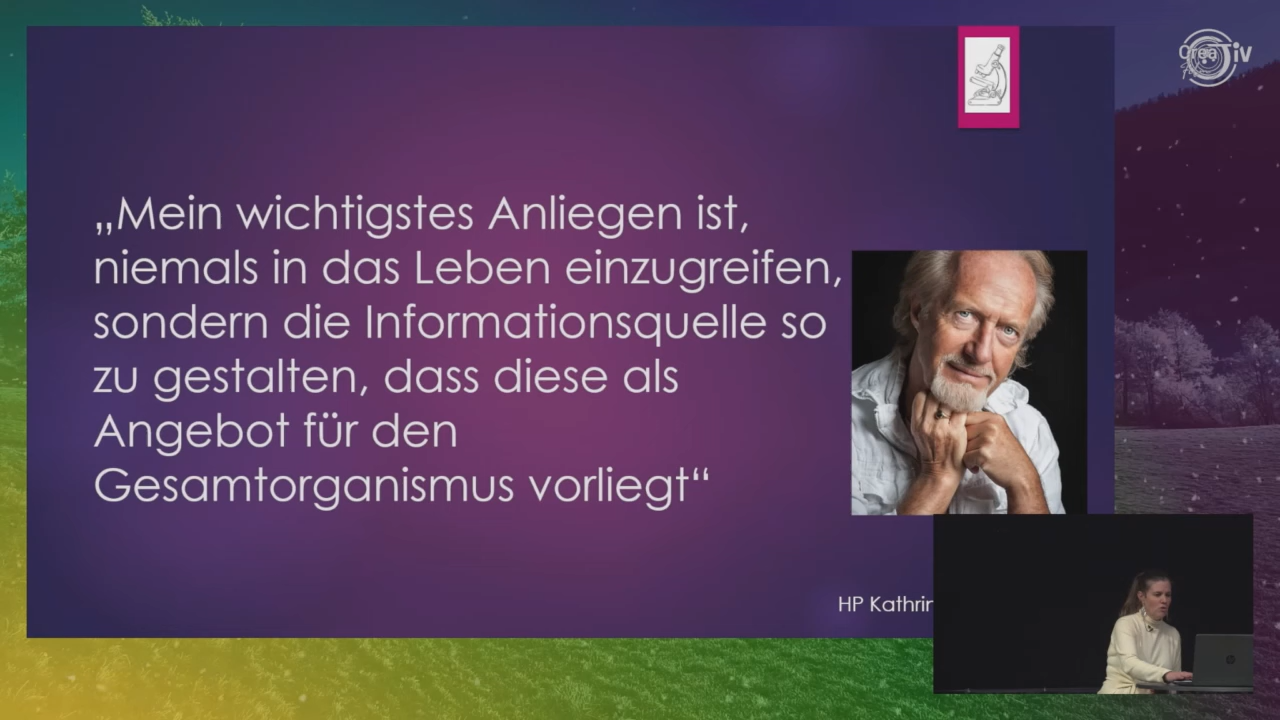 CreaTiv
„Mein wichtigstes Anliegen ist,
niemals in das Leben einzugreifen,
sondern die Informationsquelle so
zu gestalten, dass diese als
Angebot für den
Gesamtorganismus vorliegt“
HP Kathrin